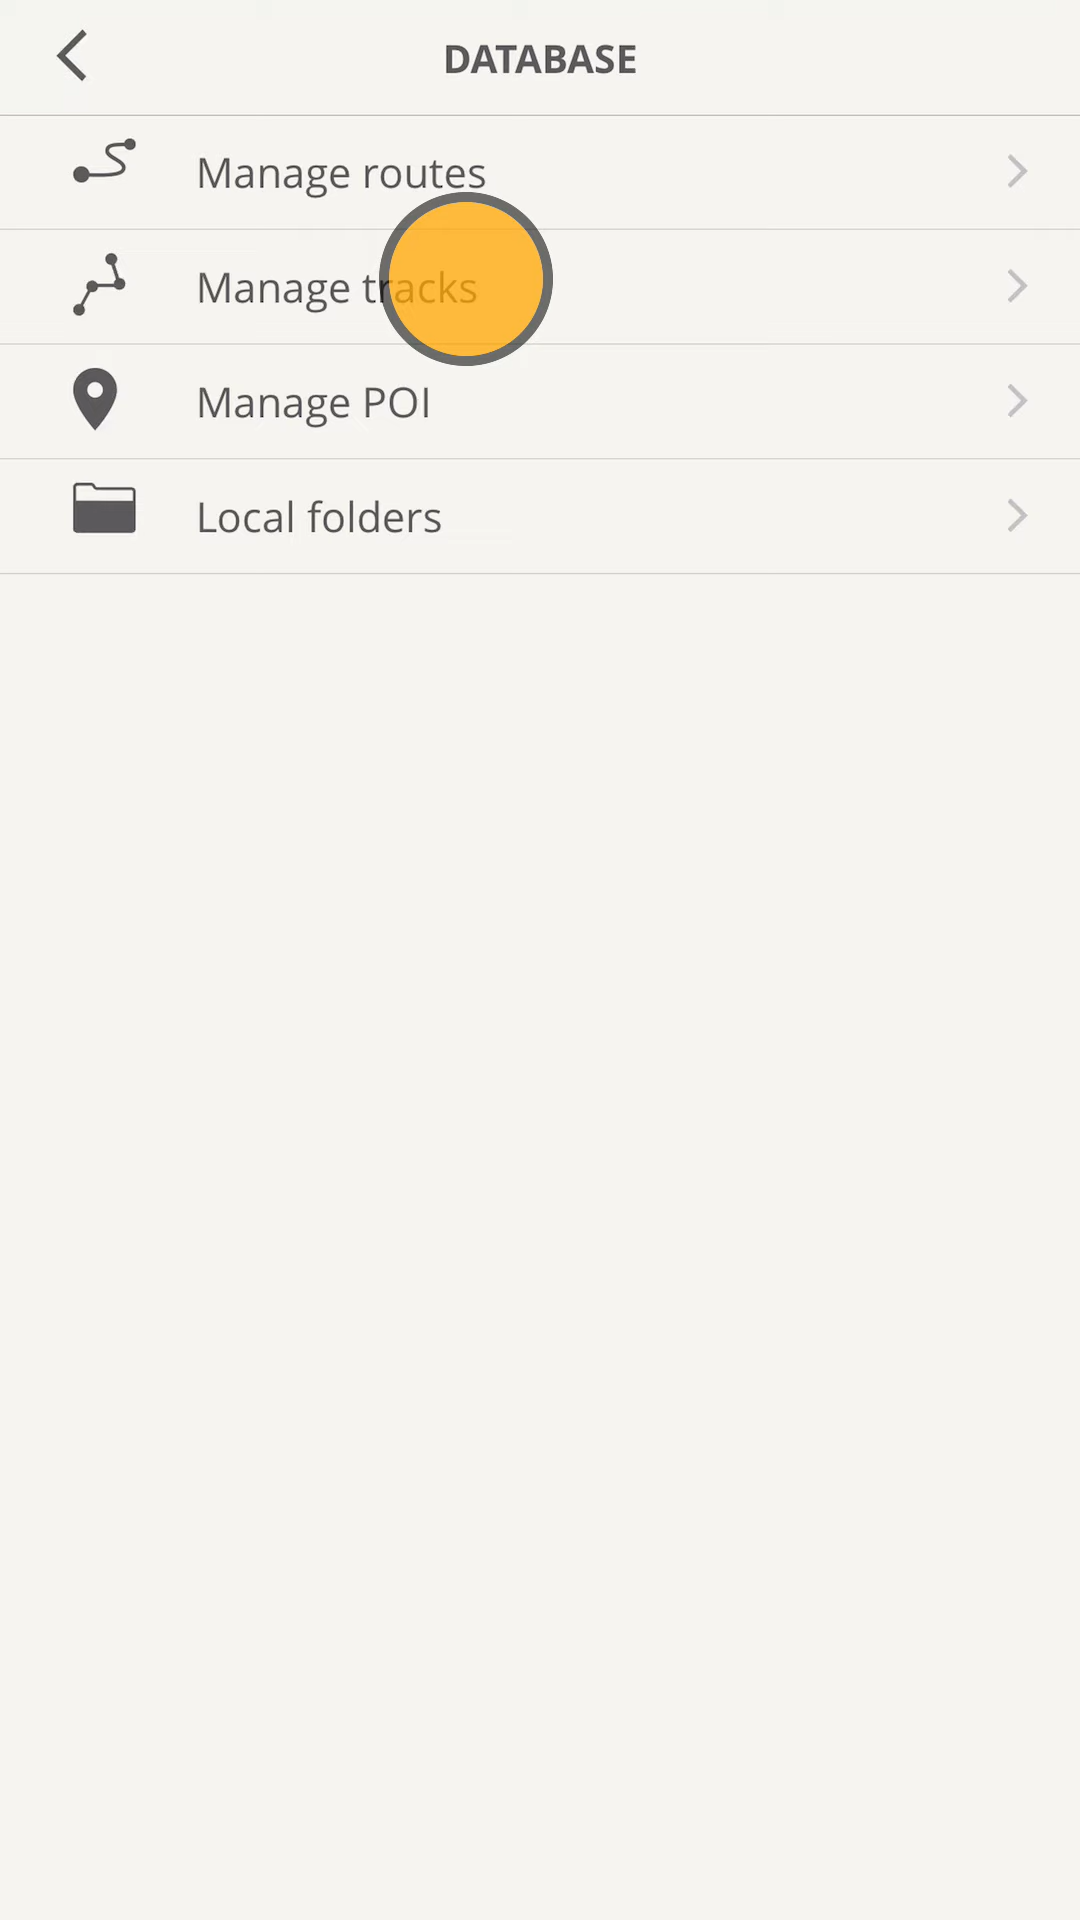 DATABASE
Manage routes
Manage tracks
Manage POI
Local folders